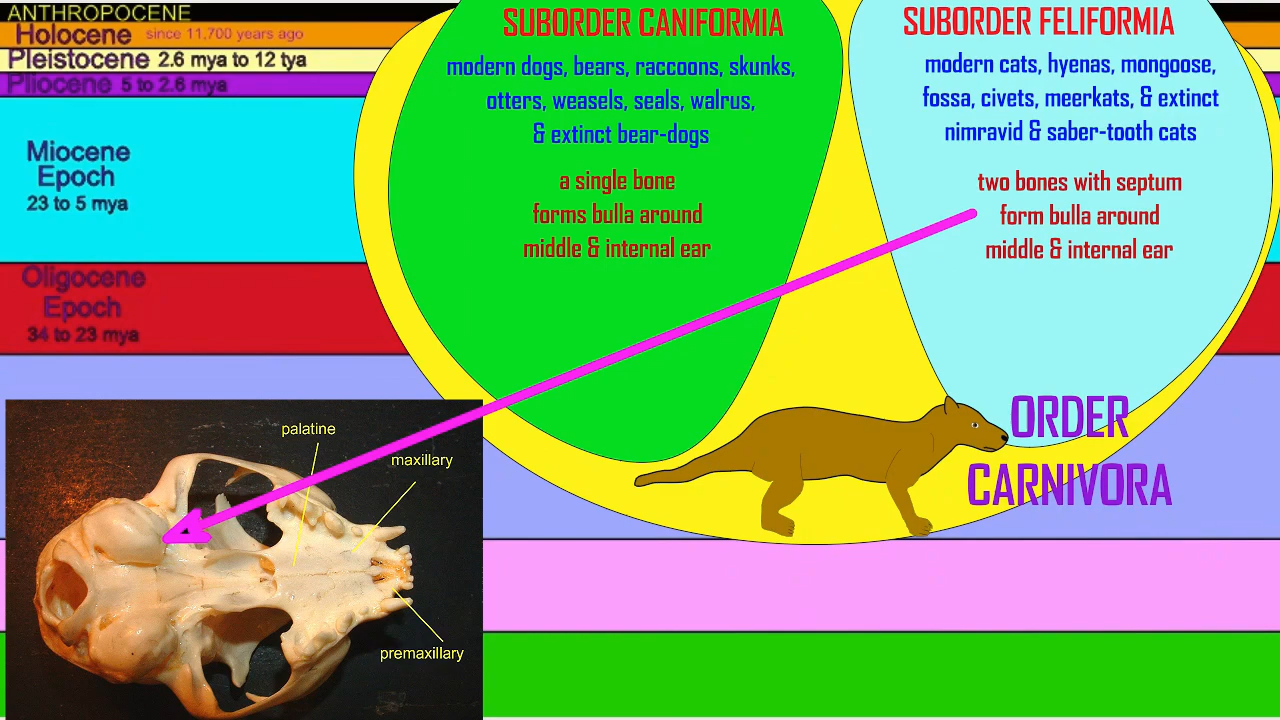 ANTHROPOCENE
Holocene since 11,700 years ago
Pleistocene 2.6 mya to 12 tya
Pliocene 5 to 2.6 mya
Miocene
Epoch
23 to 5 mya
Oligocene
Epoch
34 to 23 mya
SUBORDER CANIFORMIA
modern dogs, bears, raccoons, skunks,
otters, weasels, seals, walrus,
& extinct bear-dogs
a single bone
forms bulla around
middle & internal ear
SUBORDER FELIFORMIA
modern cats, hyenas, mongoose,
fossa, civets, meerkats, & extinct
nimravid & saber-tooth cats
two bones with septum
form bulla around
middle & internal ear
ORDER
CARNIVORA
palatine
maxillary
premaxillary